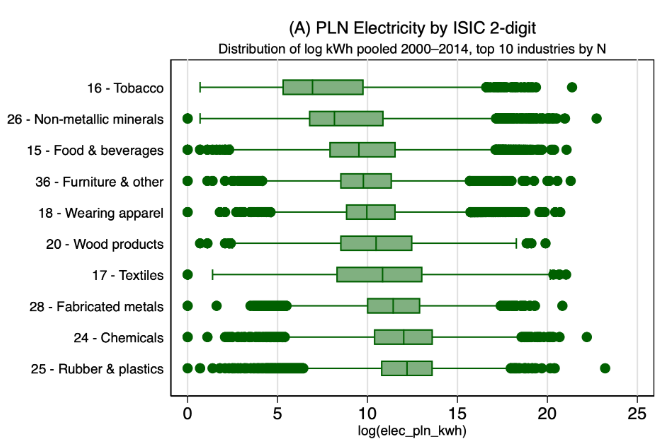 (A) PLN Electricity by ISIC 2-digit
Distribution of log kWh pooled 2000–2014, top 10 industries by N
16 - Tobacco
26 - Non-metallic minerals
15 - Food & beverages
36 - Furniture & other
18 - Wearing apparel
20 - Wood products
17 - Textiles
28 - Fabricated metals
24 - Chemicals
25 - Rubber & plastics
0 5 10 15 20 25
log(elec_pln_kwh)